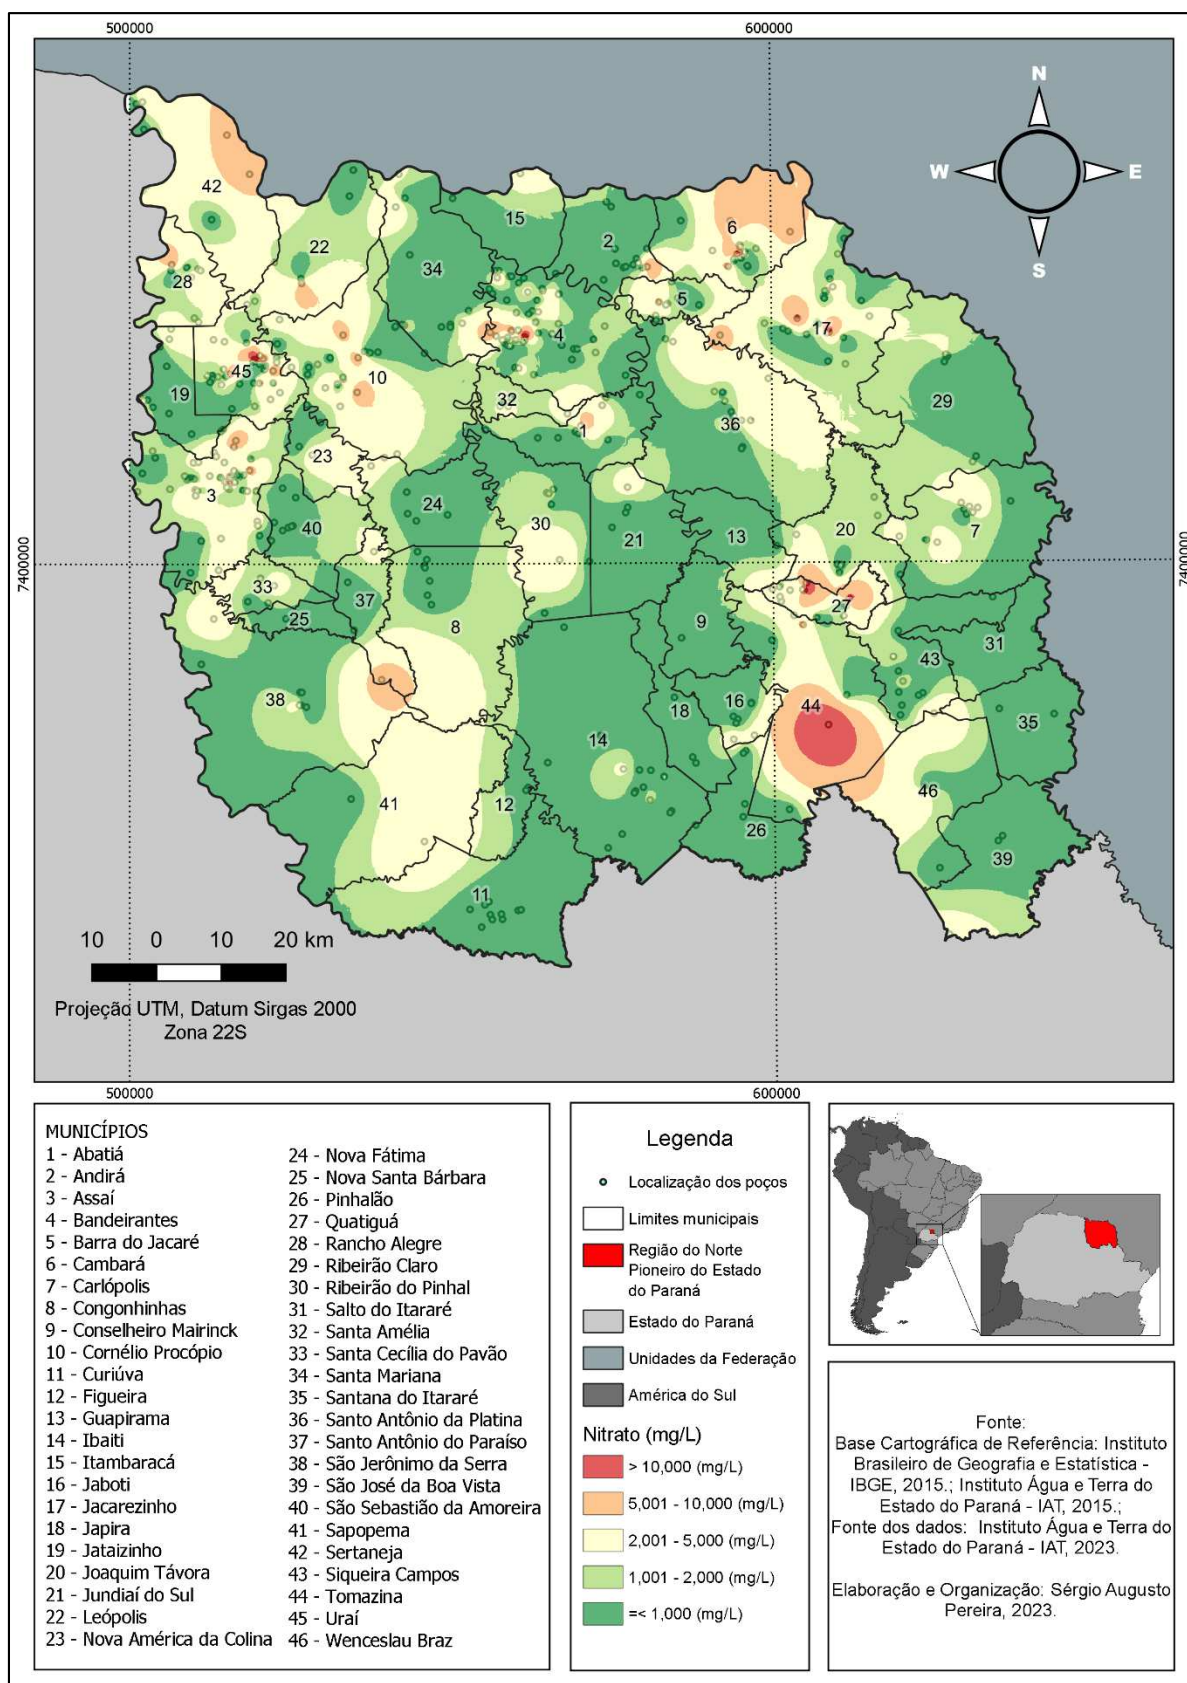 500000
600000
N
W
E
S
42
15
22
2
6
28
34
5
17
4
45
10
19
29
32
1
36
23
3
24
30
40
21
13
20
7
7400000
7400000
33
37
27
25
8
9
31
43
38
16
44
18
35
14
41
12
46
26
39
11
10 0 10 20 km
Projeção UTM, Datum Sirgas 2000
Zona 22S
500000
600000
MUNICÍPIOS
1 - Abatiá
2 - Andirá
3 - Assaí
4 - Bandeirantes
5 - Barra do Jacaré
6 - Cambará
7 - Carlópolis
8 - Congonhinhas
9 - Conselheiro Mairinck
10 - Cornélio Procópio
11 - Curiúva
12 - Figueira
13 - Guapirama
14 - Ibaiti
15 - Itambaracá
16 - Jaboti
17 - Jacarezinho
18 - Japira
19 - Jataizinho
20 - Joaquim Távora
21 - Jundiaí do Sul
22 - Leópolis
23 - Nova América da Colina
24 - Nova Fátima
25 - Nova Santa Bárbara
26 - Pinhalão
27 - Quatiguá
28 - Rancho Alegre
29 - Ribeirão Claro
30 - Ribeirão do Pinhal
31 - Salto do Itararé
32 - Santa Amélia
33 - Santa Cecília do Pavão
34 - Santa Mariana
35 - Santana do Itararé
36 - Santo Antônio da Platina
37 - Santo Antônio do Paraíso
38 - São Jerônimo da Serra
39 - São José da Boa Vista
40 - São Sebastião da Amoreira
41 - Sapopema
42 - Sertaneja
43 - Siqueira Campos
44 - Tomazina
45 - Uraí
46 - Wenceslau Braz
Legenda
Localização dos poços
Limites municipais
Região do Norte
Pioneiro do Estado
do Paraná
Estado do Paraná
Unidades da Federação
América do Sul
Nitrato (mg/L)
> 10,000 (mg/L)
5,001 - 10,000 (mg/L)
2,001 - 5,000 (mg/L)
1,001 - 2,000 (mg/L)
=< 1,000 (mg/L)
Fonte:
Base Cartográfica de Referência: Instituto
Brasileiro de Geografia e Estatística -
IBGE, 2015.; Instituto Água e Terra do
Estado do Paraná - IAT, 2015.;
Fonte dos dados: Instituto Água e Terra do
Estado do Paraná - IAT, 2023.
Elaboração e Organização: Sérgio Augusto
Pereira, 2023.